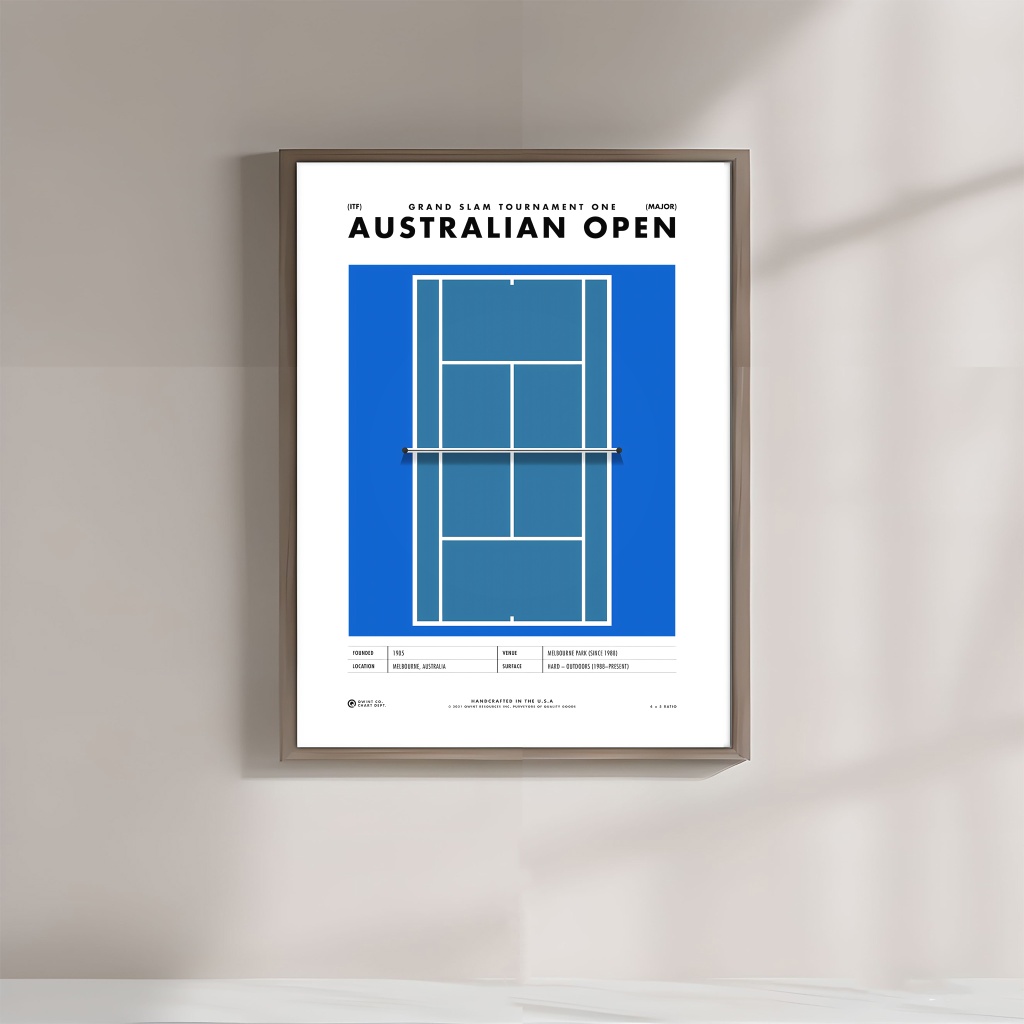 (ITF) GRAND SLAM TOURNAMENT ONE (MAJOR)
AUSTRALIAN OPEN
FOUNDED 1905 VENUE MELBOURNE PARK (SINCE 1988)
LOCATION MELBOURNE, AUSTRALIA SURFACE HARD – OUTDOORS (1988–PRESENT)
QWINT CO.
CHART DEPT.
HANDCRAFTED IN THE U.S.A
© 2021 QWINT RESOURCES INC. PURVEYORS OF QUALITY GOODS
4 x 3 RATIO